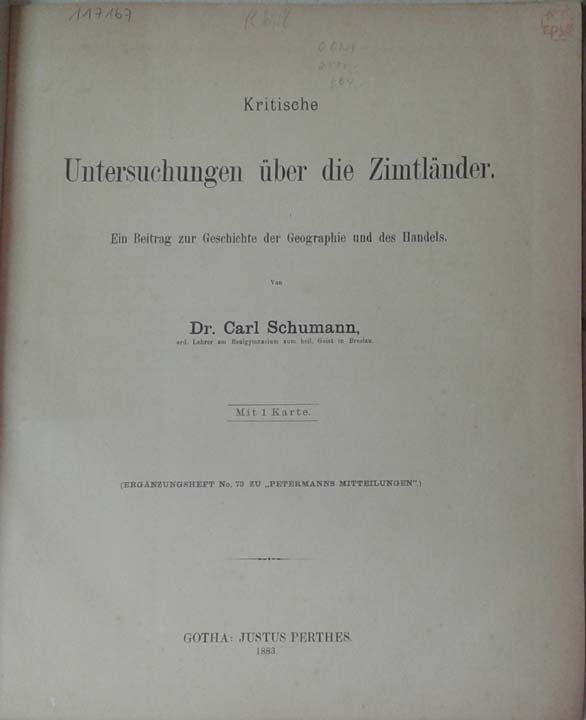 117167
Kritische
Untersuchungen über die Zimtländer.
Ein Beitrag zur Geschichte der Geographie und des Handels.
Von
Dr. Carl Schumann,
ord. Lehrer am Realgymnasium zum heil. Geist in Breslau.
Mit 1 Karte.
(ERGÄNZUNGSHEFT No. 73 ZU „PETERMANNS MITTEILUNGEN".)
GOTHA: JUSTUS PERTHES.
1883.